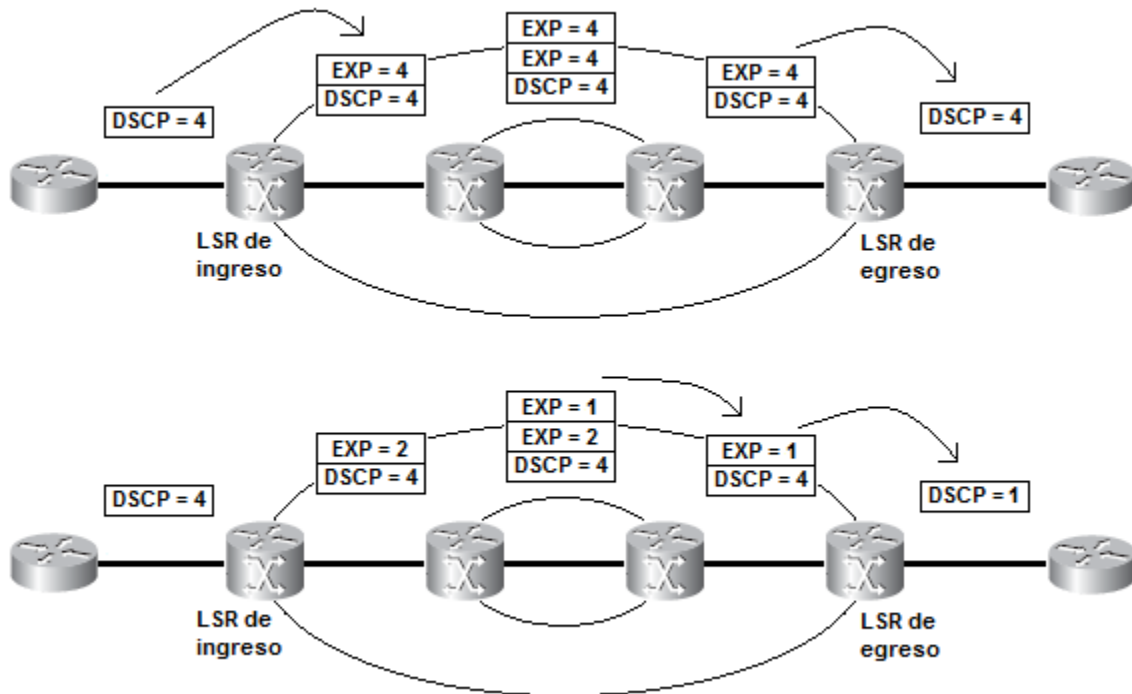 EXP = 4
EXP = 4
DSCP = 4
EXP = 4
DSCP = 4
EXP = 4
DSCP = 4
DSCP = 4
DSCP = 4
LSR de
ingreso
LSR de
egreso
EXP = 1
EXP = 2
DSCP = 4
EXP = 2
DSCP = 4
EXP = 1
DSCP = 4
DSCP = 4
DSCP = 1
LSR de
ingreso
LSR de
egreso